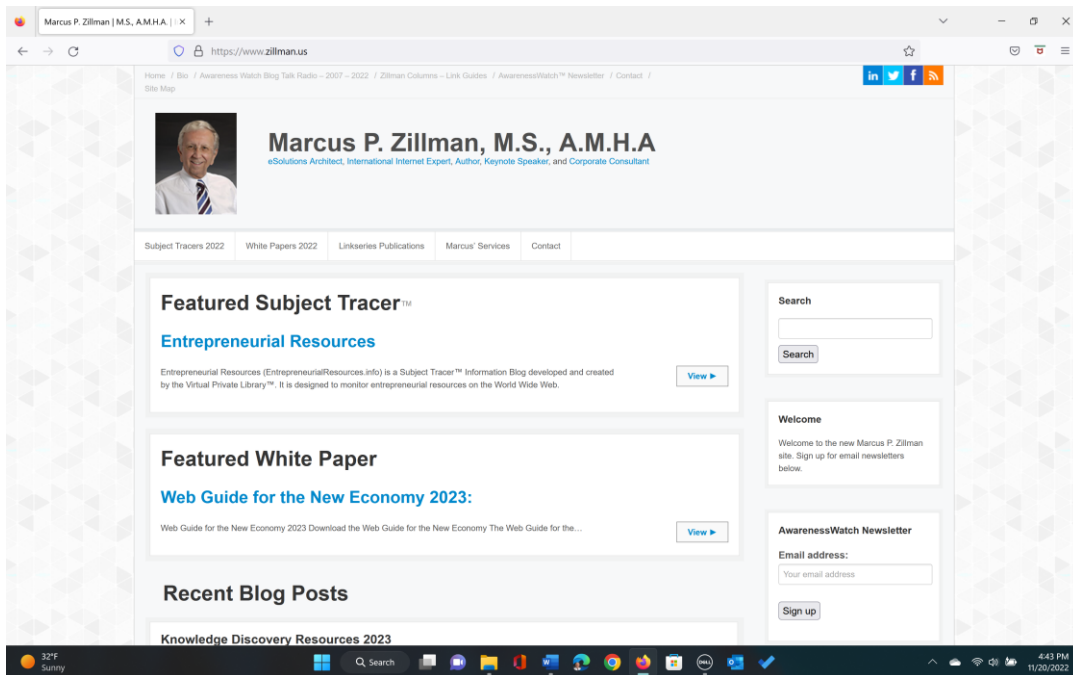 Marcus P. Zillman | M.S., A.M.H.A. |
https://www.zillman.us
Home / Bio / Awareness Watch Blog Talk Radio – 2007 – 2022 / Zillman Columns – Link Guides / AwarenessWatch™ Newsletter / Contact /
Site Map
in
f
Marcus P. Zillman, M.S., A.M.H.A
eSolutions Architect, International Internet Expert, Author, Keynote Speaker, and Corporate Consultant
Subject Tracers 2022
White Papers 2022
Linkseries Publications
Marcus' Services
Contact
Featured Subject Tracer™
Entrepreneurial Resources
Entrepreneurial Resources (EntrepreneurialResources.info) is a Subject Tracer™ Information Blog developed and created
by the Virtual Private Library™. It is designed to monitor entrepreneurial resources on the World Wide Web.
View ►
Featured White Paper
Web Guide for the New Economy 2023:
Web Guide for the New Economy 2023 Download the Web Guide for the New Economy The Web Guide for the…
View ►
Recent Blog Posts
Knowledge Discovery Resources 2023
Search
Search
Welcome
Welcome to the new Marcus P. Zillman
site. Sign up for email newsletters
below.
AwarenessWatch Newsletter
Email address:
Your email address
Sign up
32°F
Sunny
Search
DELL
4:43 PM
11/20/2022